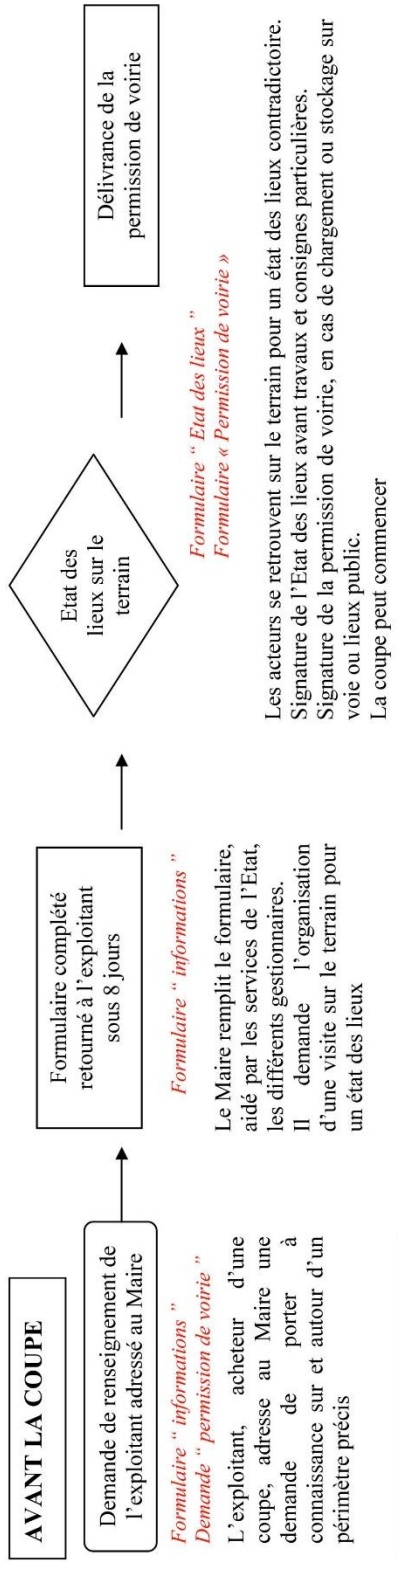 AVANT LA COUPE
Demande de renseignement de
l'exploitant adressé au Maire
Formulaire “ informations ”
Demande “ permission de voirie ”
L'exploitant, acheteur d'une
coupe, adresse au Maire une
demande de porter à
connaissance sur et autour d'un
périmètre précis
Formulaire complété
retourné à l'exploitant
sous 8 jours
Formulaire “ informations ”
Le Maire remplit le formulaire,
aidé par les services de l'Etat,
les différents gestionnaires.
Il demande l'organisation
d'une visite sur le terrain pour
un état des lieux
Etat des
lieux sur le
terrain
Formulaire “ Etat des lieux ”
Formulaire « Permission de voirie »
Les acteurs se retrouvent sur le terrain pour un état des lieux contradictoire.
Signature de l'Etat des lieux avant travaux et consignes particulières.
Signature de la permission de voirie, en cas de chargement ou stockage sur
voie ou lieux public.
La coupe peut commencer
Délivrance de la
permission de voirie